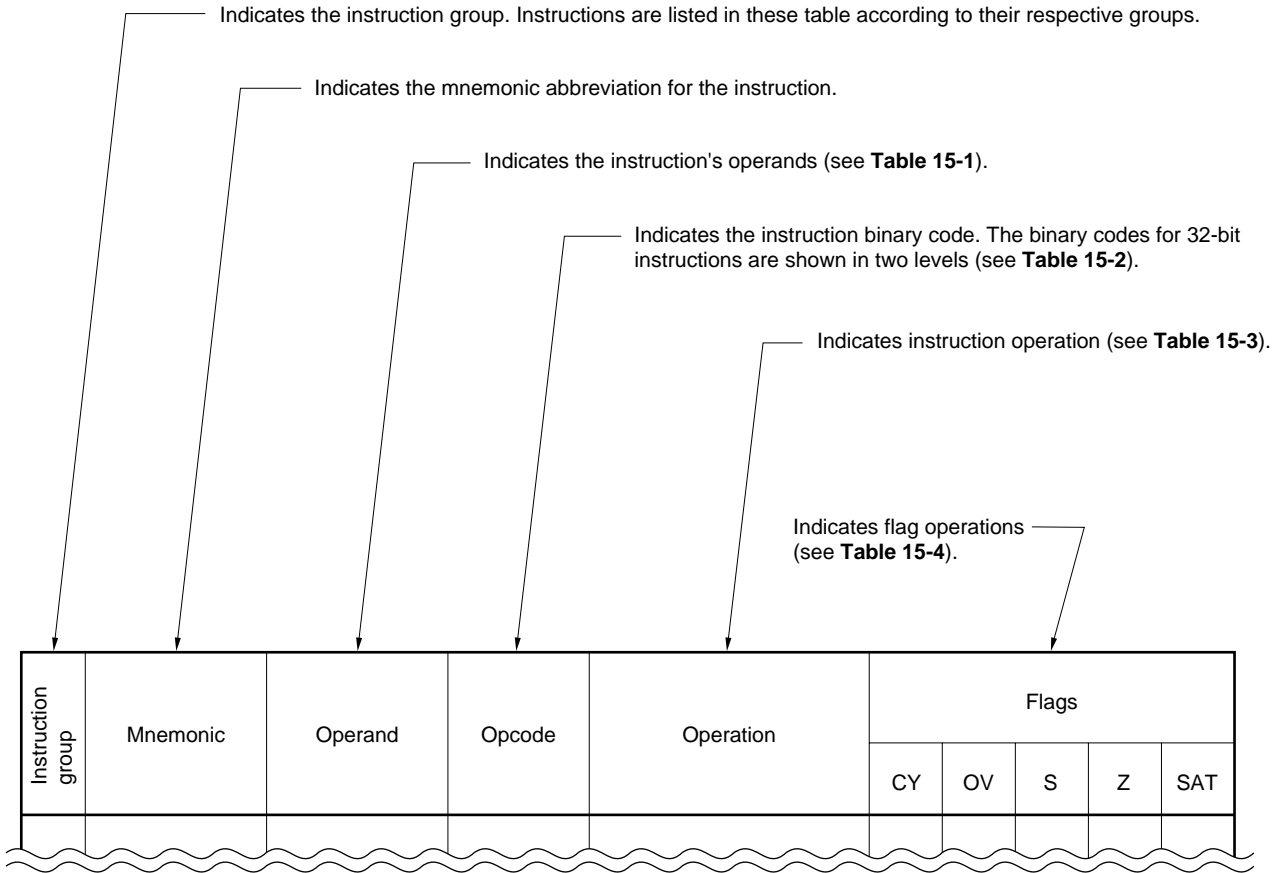 Indicates the instruction group. Instructions are listed in these table according to their respective groups.
Indicates the mnemonic abbreviation for the instruction.
Indicates the instruction's operands (see Table 15-1).
Indicates the instruction binary code. The binary codes for 32-bit
instructions are shown in two levels (see Table 15-2).
Indicates instruction operation (see Table 15-3).
Indicates flag operations
(see Table 15-4).
Instruction
group
Mnemonic
Operand
Opcode
Operation
Flags
CY
OV
S
Z
SAT